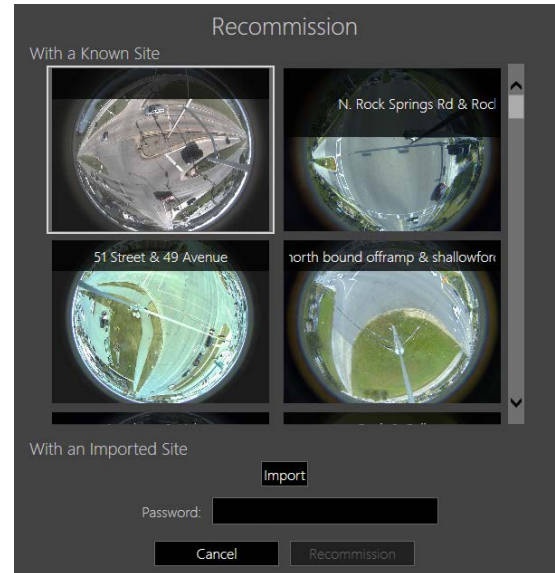 Recommission
With a Known Site
N. Rock Springs Rd & Roc
51 Street & 49 Avenue
north bound offramp & shallowford
With an Imported Site
Import
Password:
Cancel
Recommission